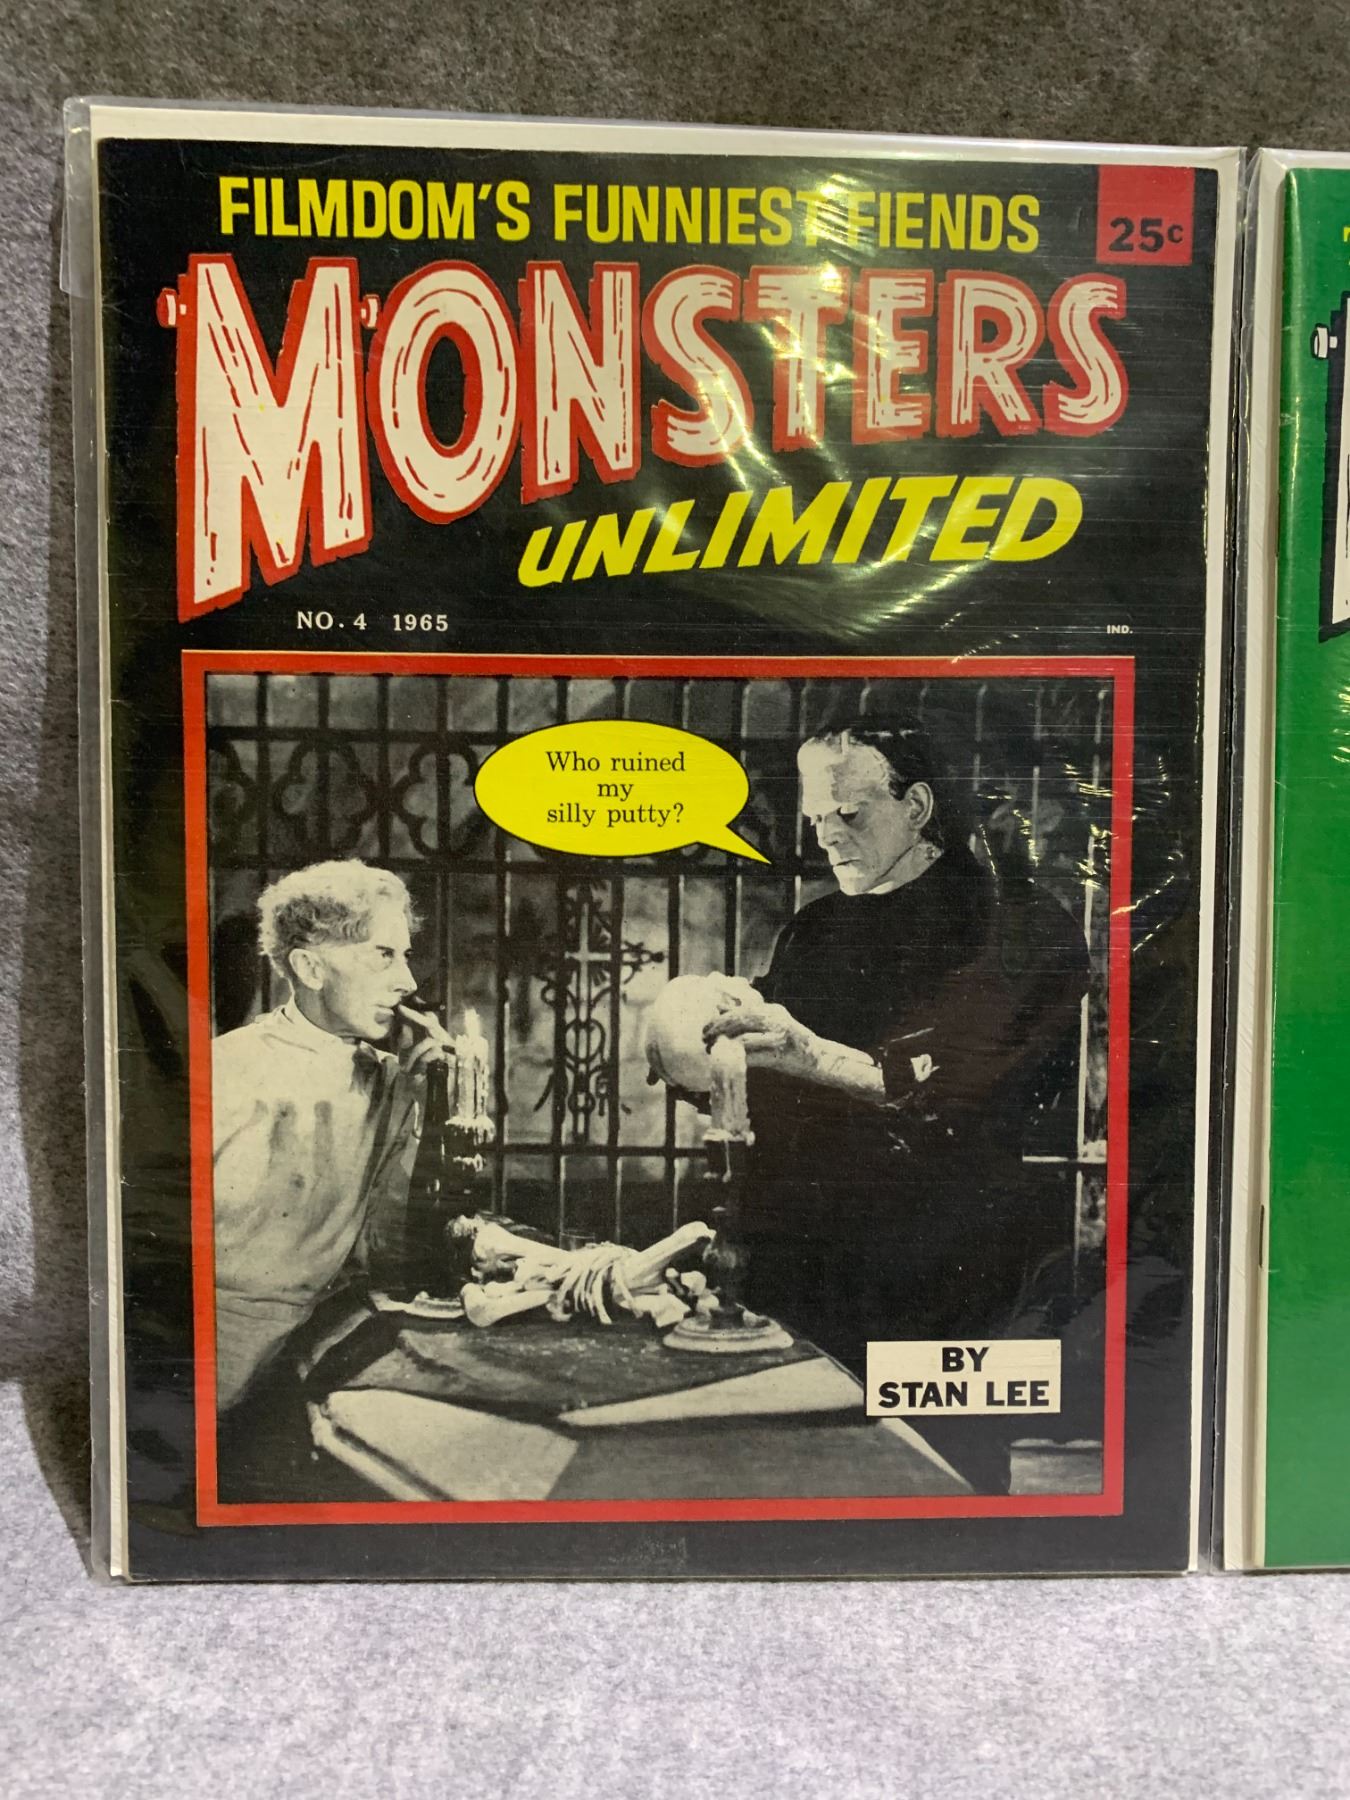 FILMDOM'S FUNNIEST FIENDS
25c
MONSTERS
UNLIMITED
NO. 4 1965
IND.
Who ruined
my
silly putty?
BY
STAN LEE